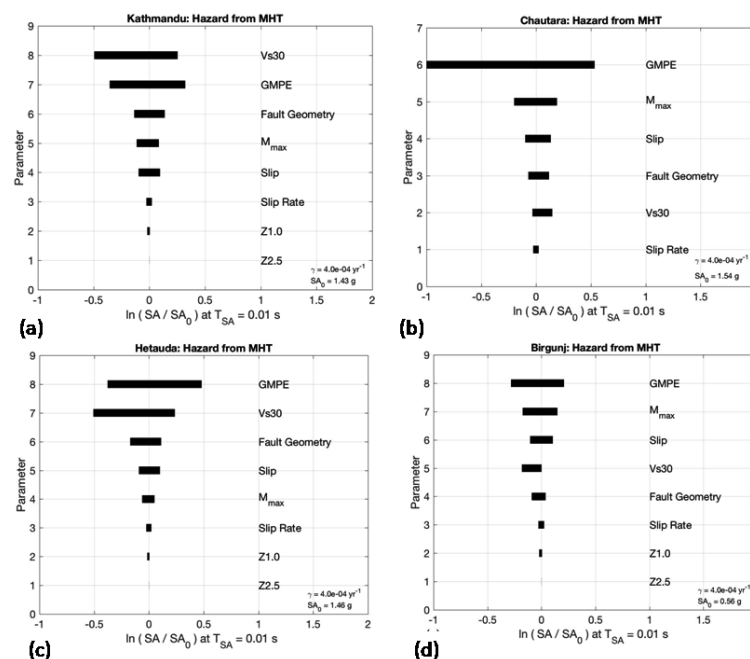 Kathmandu: Hazard from MHT
9
8
7
6
5
4
3
2
1
0
Parameter
Vs30
GMPE
Fault Geometry
M_max
Slip
Slip Rate
Z1.0
Z2.5
γ = 4.0e-04 yr⁻¹
SA₀ = 1.43 g
-1 -0.5 0 0.5 1 1.5 2
ln ( SA / SA₀ ) at T_SA = 0.01 s
(a)
Chautara: Hazard from MHT
7
6
5
4
3
2
1
0
Parameter
GMPE
M_max
Slip
Fault Geometry
Vs30
Slip Rate
γ = 4.0e-04 yr⁻¹
SA₀ = 1.54 g
-1 -0.5 0 0.5 1 1.5
ln ( SA / SA₀ ) at T_SA = 0.01 s
(b)
Hetauda: Hazard from MHT
9
8
7
6
5
4
3
2
1
0
Parameter
GMPE
Vs30
Fault Geometry
Slip
M_max
Slip Rate
Z1.0
Z2.5
γ = 4.0e-04 yr⁻¹
SA₀ = 1.46 g
-1 -0.5 0 0.5 1 1.5 2
ln ( SA / SA₀ ) at T_SA = 0.01 s
(c)
Birgunj: Hazard from MHT
9
8
7
6
5
4
3
2
1
0
Parameter
GMPE
M_max
Slip
Vs30
Fault Geometry
Slip Rate
Z1.0
Z2.5
γ = 4.0e-04 yr⁻¹
SA₀ = 0.56 g
-1 -0.5 0 0.5 1 1.5
ln ( SA / SA₀ ) at T_SA = 0.01 s
(d)